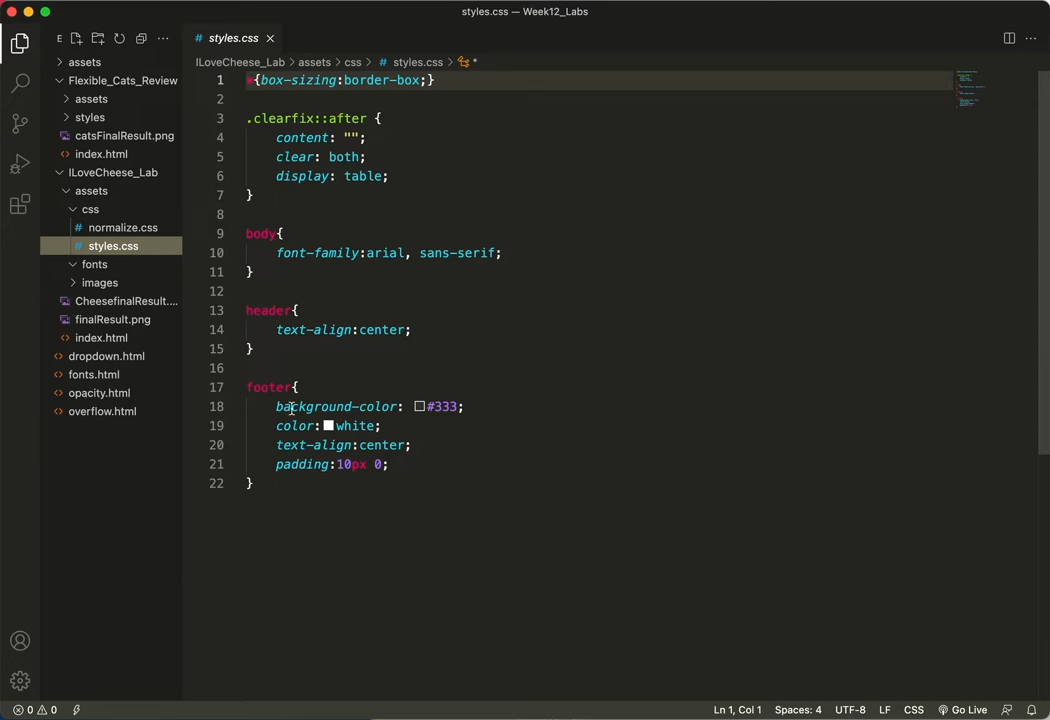 styles.css — Week12_Labs
E
styles.css
ILoveCheese_Lab > assets > css > # styles.css > *
assets
Flexible_Cats_Review
assets
styles
catsFinalResult.png
index.html
ILoveCheese_Lab
assets
css
# normalize.css
# styles.css
fonts
images
CheesefinalResult....
finalResult.png
index.html
dropdown.html
fonts.html
opacity.html
overflow.html
1 *{box-sizing:border-box;}
2
3 .clearfix::after {
4 content: "";
5 clear: both;
6 display: table;
7 }
8
9 body{
10 font-family:arial, sans-serif;
11 }
12
13 header{
14 text-align:center;
15 }
16
17 footer{
18 background-color: #333;
19 color:white;
20 text-align:center;
21 padding:10px 0;
22 }
0 0
Ln 1, Col 1 Spaces: 4 UTF-8 LF CSS Go Live